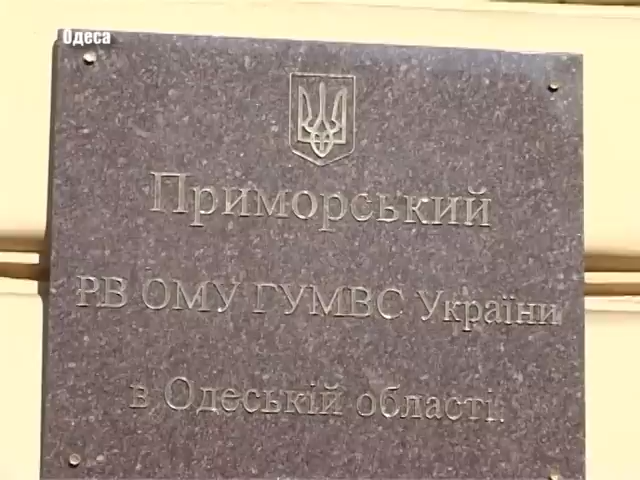 Одеса
Приморський
РВ ОМУ ГУМВС України
в Одеській області.